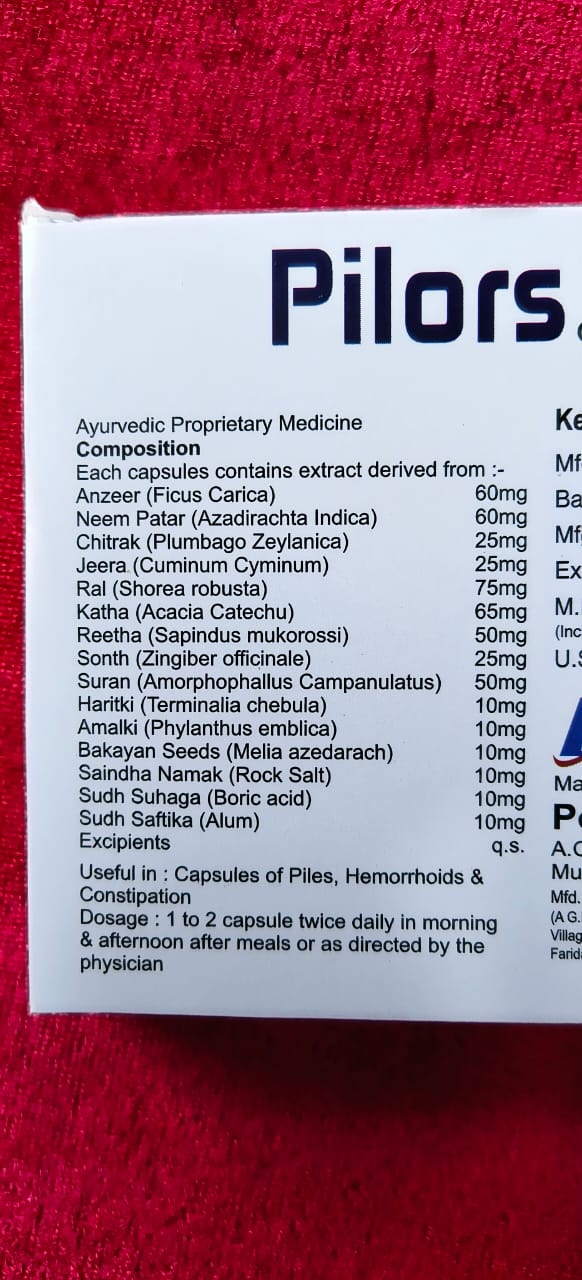 Pilors
Ayurvedic Proprietary Medicine
Composition
Each capsules contains extract derived from :-
Anzeer (Ficus Carica) 60mg
Neem Patar (Azadirachta Indica) 60mg
Chitrak (Plumbago Zeylanica) 25mg
Jeera (Cuminum Cyminum) 25mg
Ral (Shorea robusta) 75mg
Katha (Acacia Catechu) 65mg
Reetha (Sapindus mukorossi) 50mg
Sonth (Zingiber officinale) 25mg
Suran (Amorphophallus Campanulatus) 50mg
Haritki (Terminalia chebula) 10mg
Amalki (Phylanthus emblica) 10mg
Bakayan Seeds (Melia azedarach) 10mg
Saindha Namak (Rock Salt) 10mg
Sudh Suhaga (Boric acid) 10mg
Sudh Saftika (Alum) 10mg
Excipients q.s.
Useful in : Capsules of Piles, Hemorrhoids &
Constipation
Dosage : 1 to 2 capsule twice daily in morning
& afternoon after meals or as directed by the
physician
Mfd.